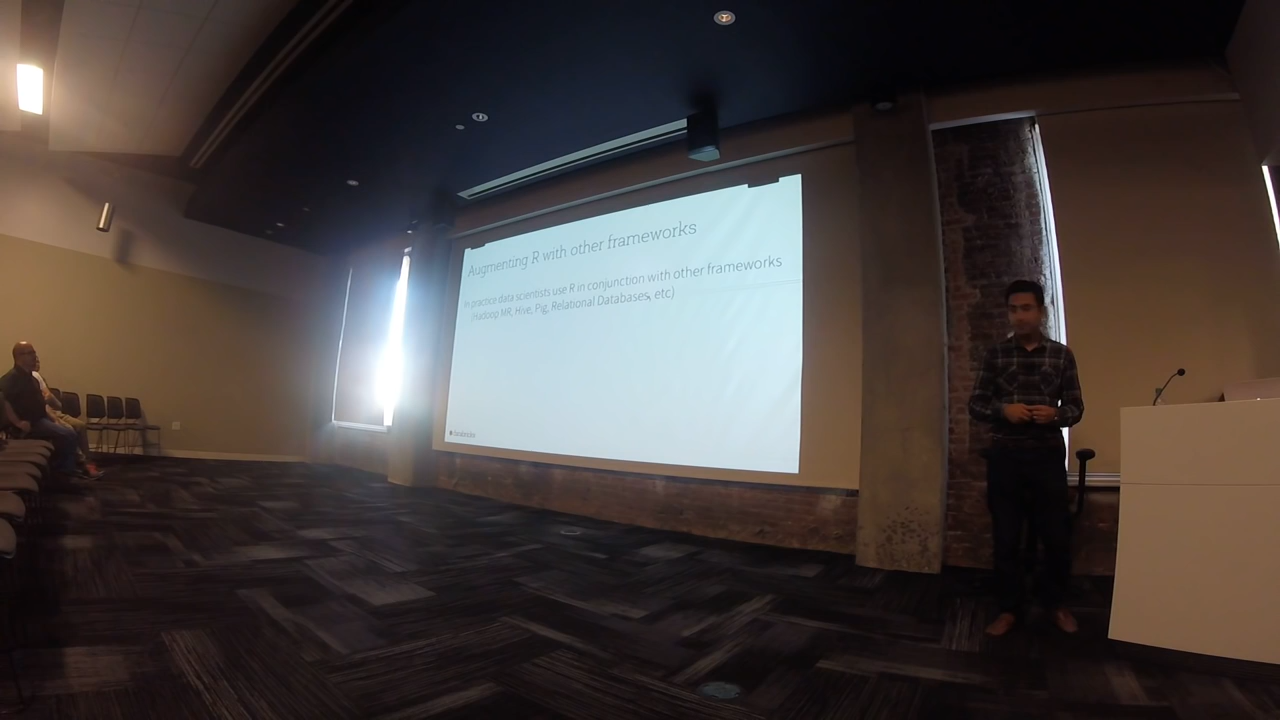 Augmenting R with other frameworks
In practice data scientists use R in conjunction with other frameworks
(Hadoop MR, Hive, Pig, Relational Databases, etc)
databricks